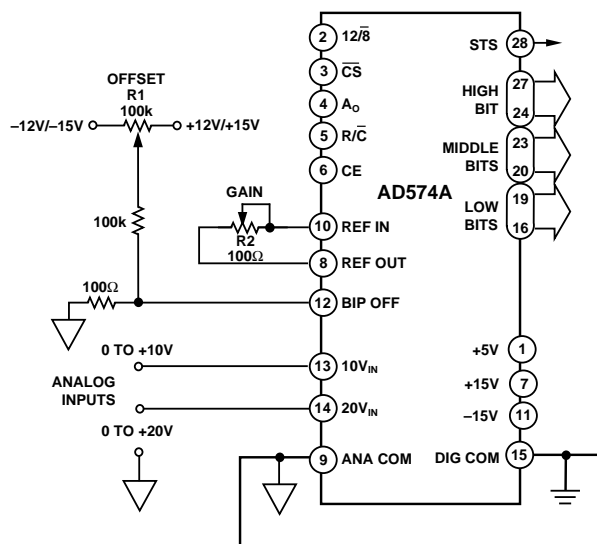 OFFSET
R1
100k
–12V/–15V
+12V/+15V
100k
GAIN
R2
100Ω
100Ω
0 TO +10V
ANALOG
INPUTS
0 TO +20V
2 12/8̅
3 C̅S̅
4 AO
5 R/C̅
6 CE
10 REF IN
8 REF OUT
12 BIP OFF
13 10VIN
14 20VIN
9 ANA COM
AD574A
STS 28
HIGH
BIT
27
24
MIDDLE
BITS
23
20
LOW
BITS
19
16
+5V 1
+15V 7
–15V 11
DIG COM 15